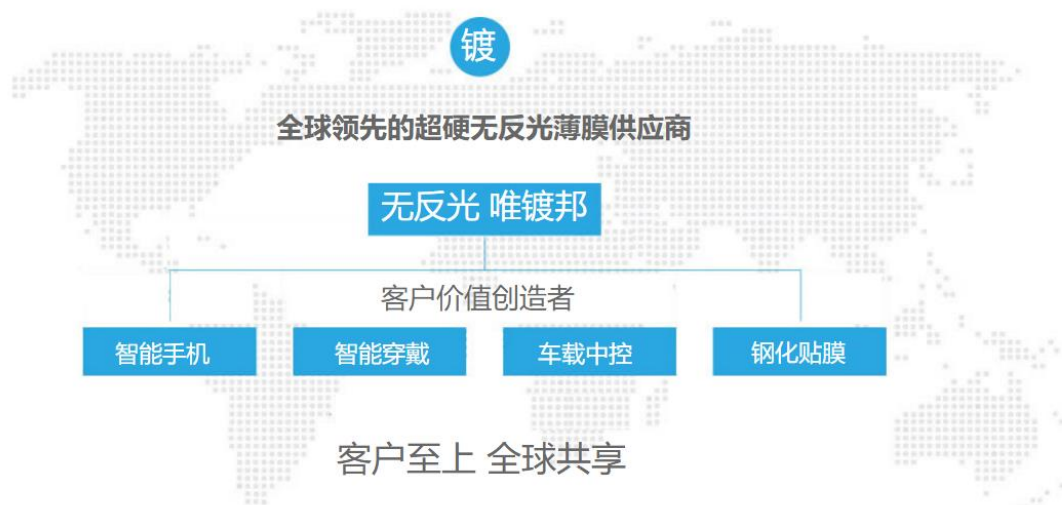 镀
全球领先的超硬无反光薄膜供应商
无反光 唯镀邦
客户价值创造者
智能手机 智能穿戴 车载中控 钢化贴膜
客户至上 全球共享